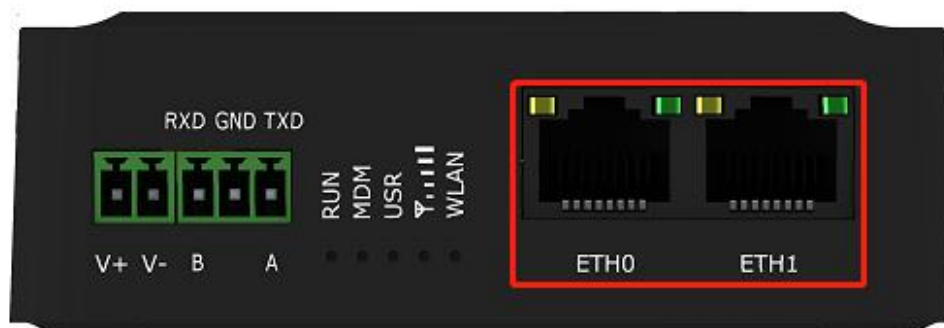 RXD GND TXD
V+ V- B A
RUN
MDM
USR
WLAN
ETH0 ETH1